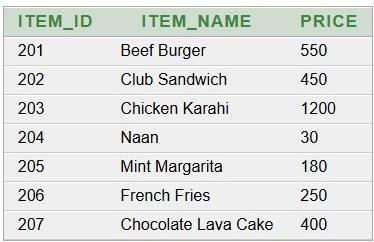 ITEM_ID ITEM_NAME PRICE
201 Beef Burger 550
202 Club Sandwich 450
203 Chicken Karahi 1200
204 Naan 30
205 Mint Margarita 180
206 French Fries 250
207 Chocolate Lava Cake 400